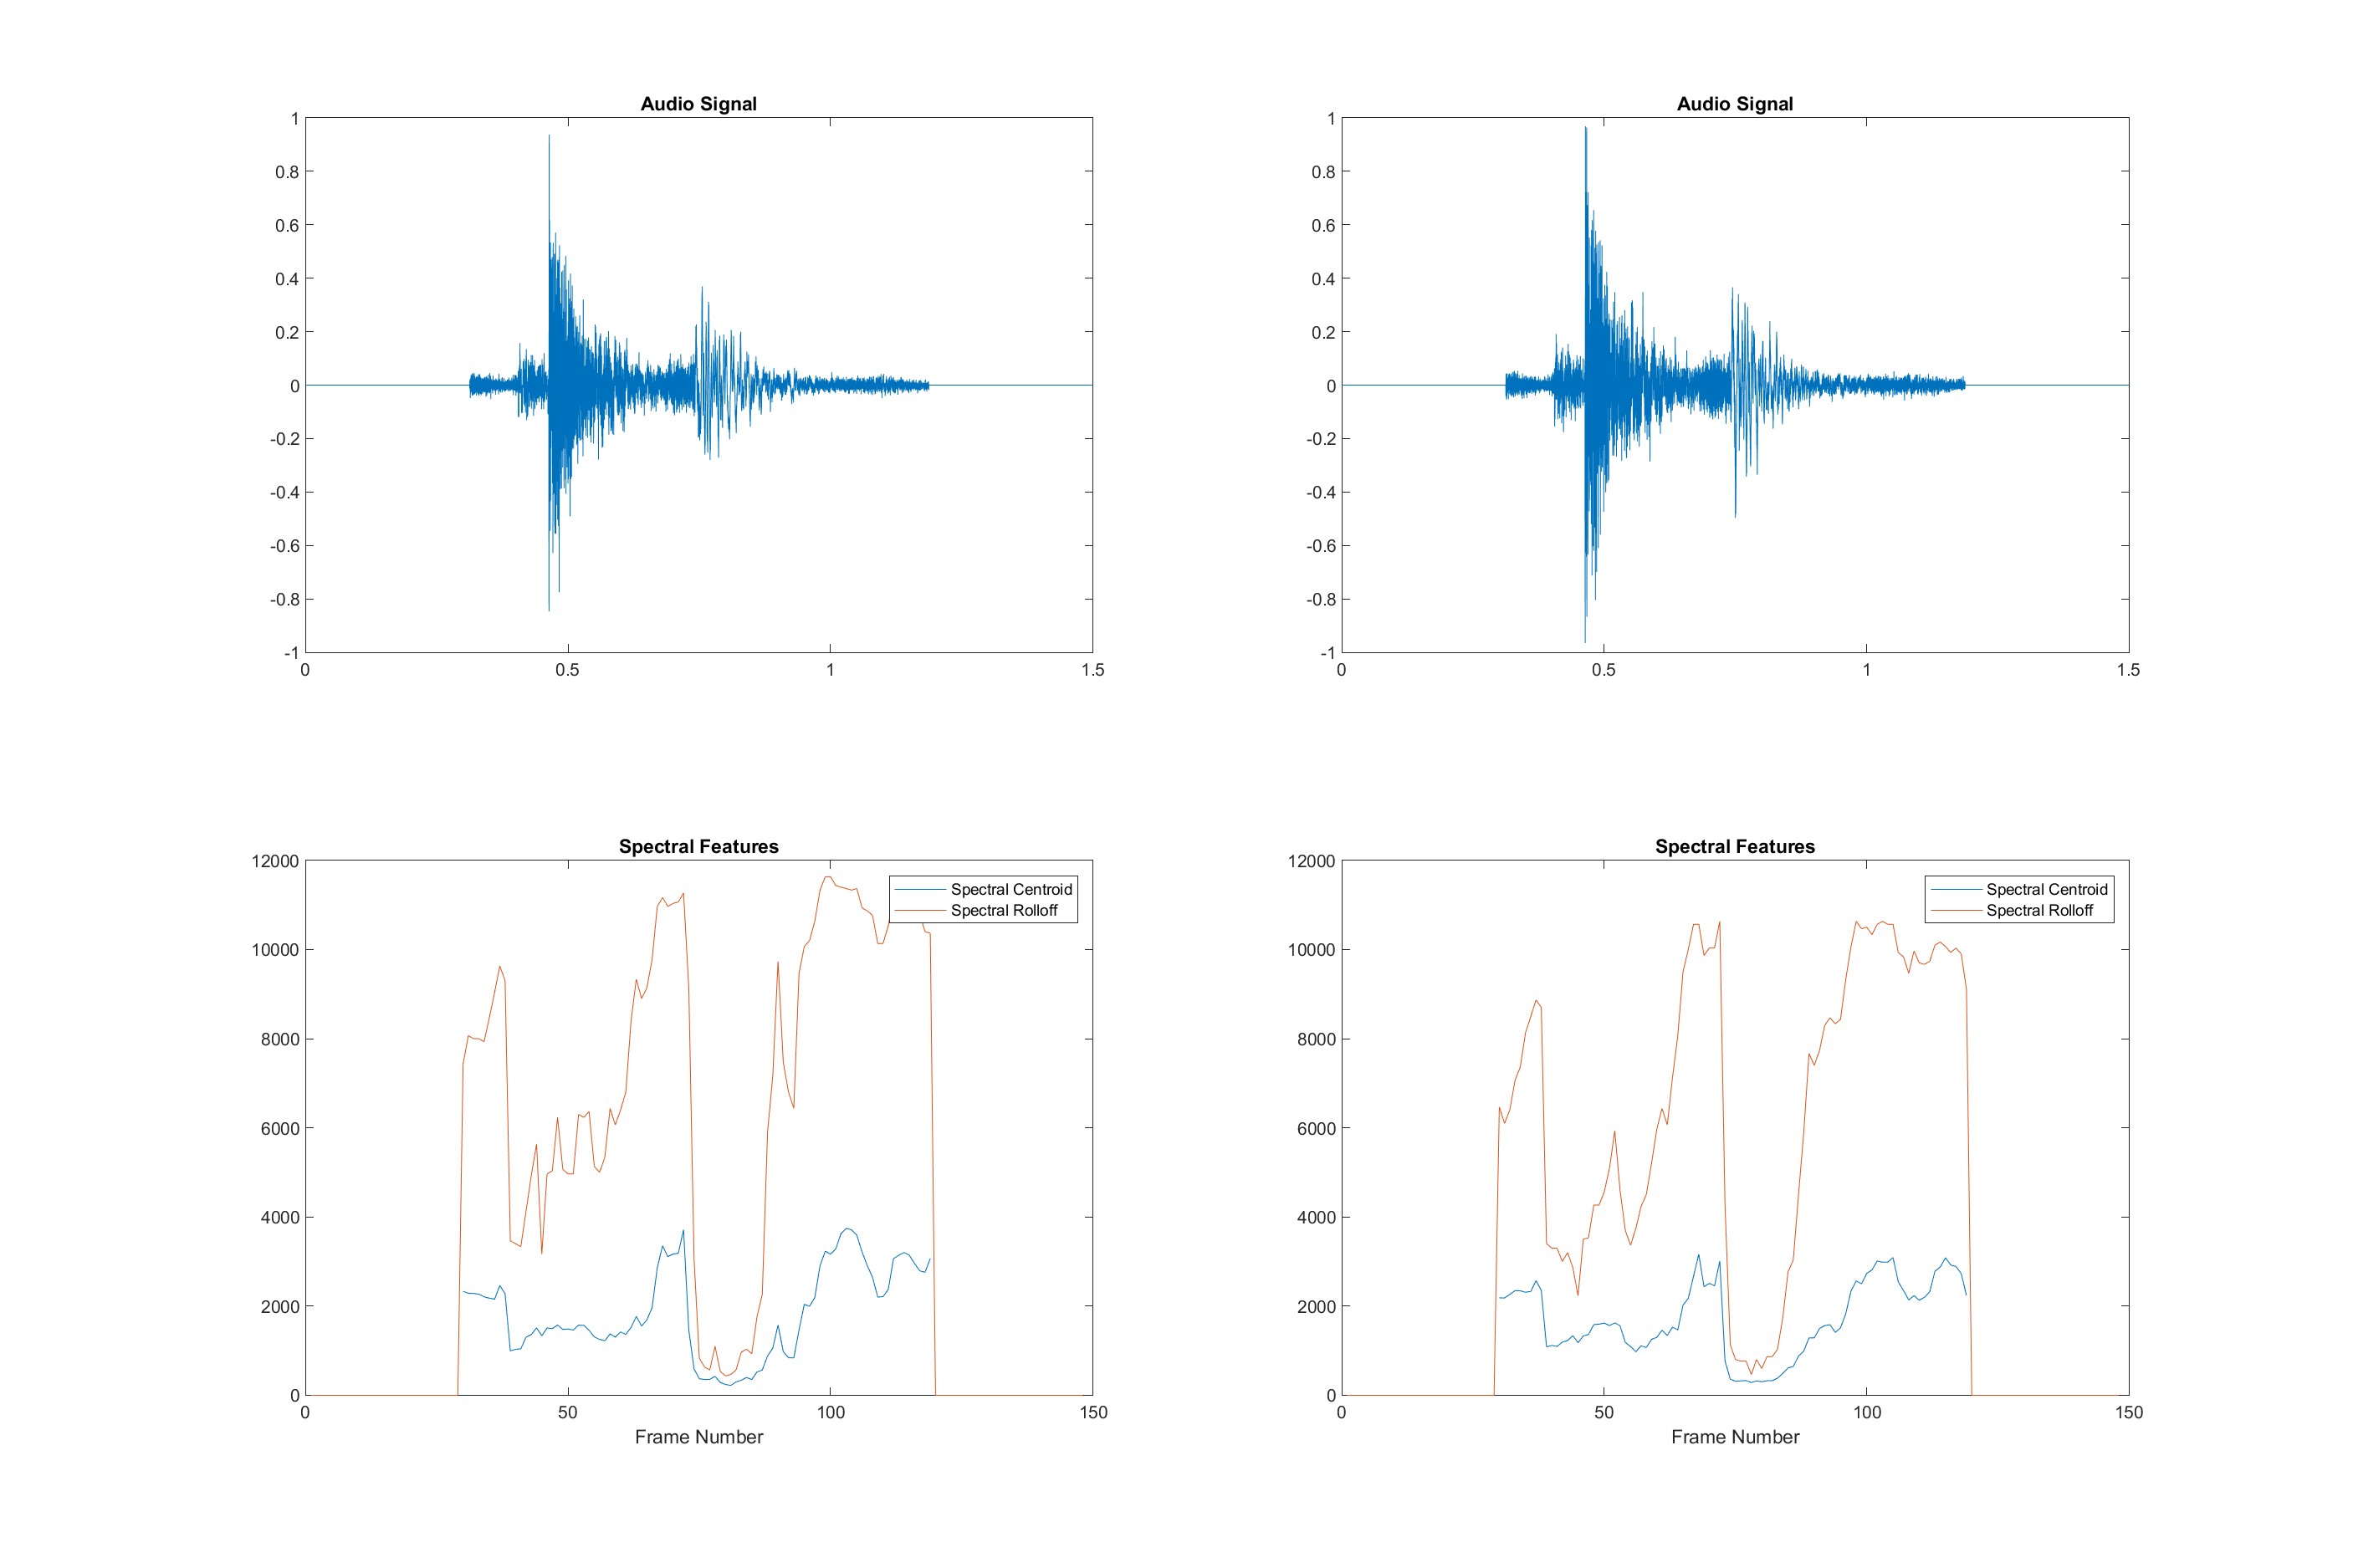 Audio Signal
1
0.8
0.6
0.4
0.2
0
-0.2
-0.4
-0.6
-0.8
-1
0 0.5 1 1.5
Audio Signal
1
0.8
0.6
0.4
0.2
0
-0.2
-0.4
-0.6
-0.8
-1
0 0.5 1 1.5
Spectral Features
12000
10000
8000
6000
4000
2000
0
0 50 100 150
Frame Number
Spectral Centroid
Spectral Rolloff
Spectral Features
12000
10000
8000
6000
4000
2000
0
0 50 100 150
Frame Number
Spectral Centroid
Spectral Rolloff